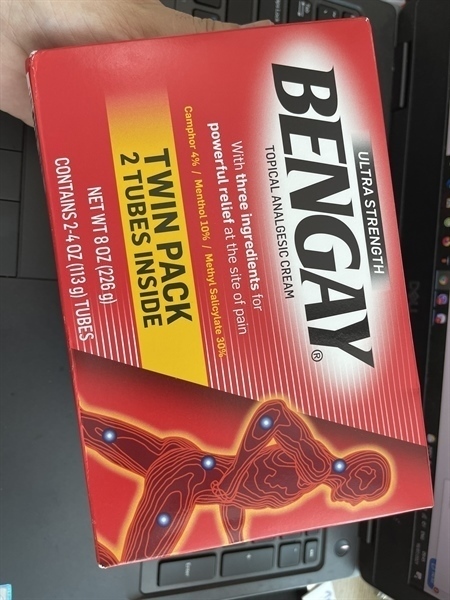 ULTRA STRENGTH
BENGAY®
TOPICAL ANALGESIC CREAM
With three ingredients for
powerful relief at the site of pain
Camphor 4% / Menthol 10% / Methyl Salicylate 30%
TWIN PACK
2 TUBES INSIDE
NET WT 8 OZ (226 g)
CONTAINS 2-4 OZ (113 g) TUBES
Enter